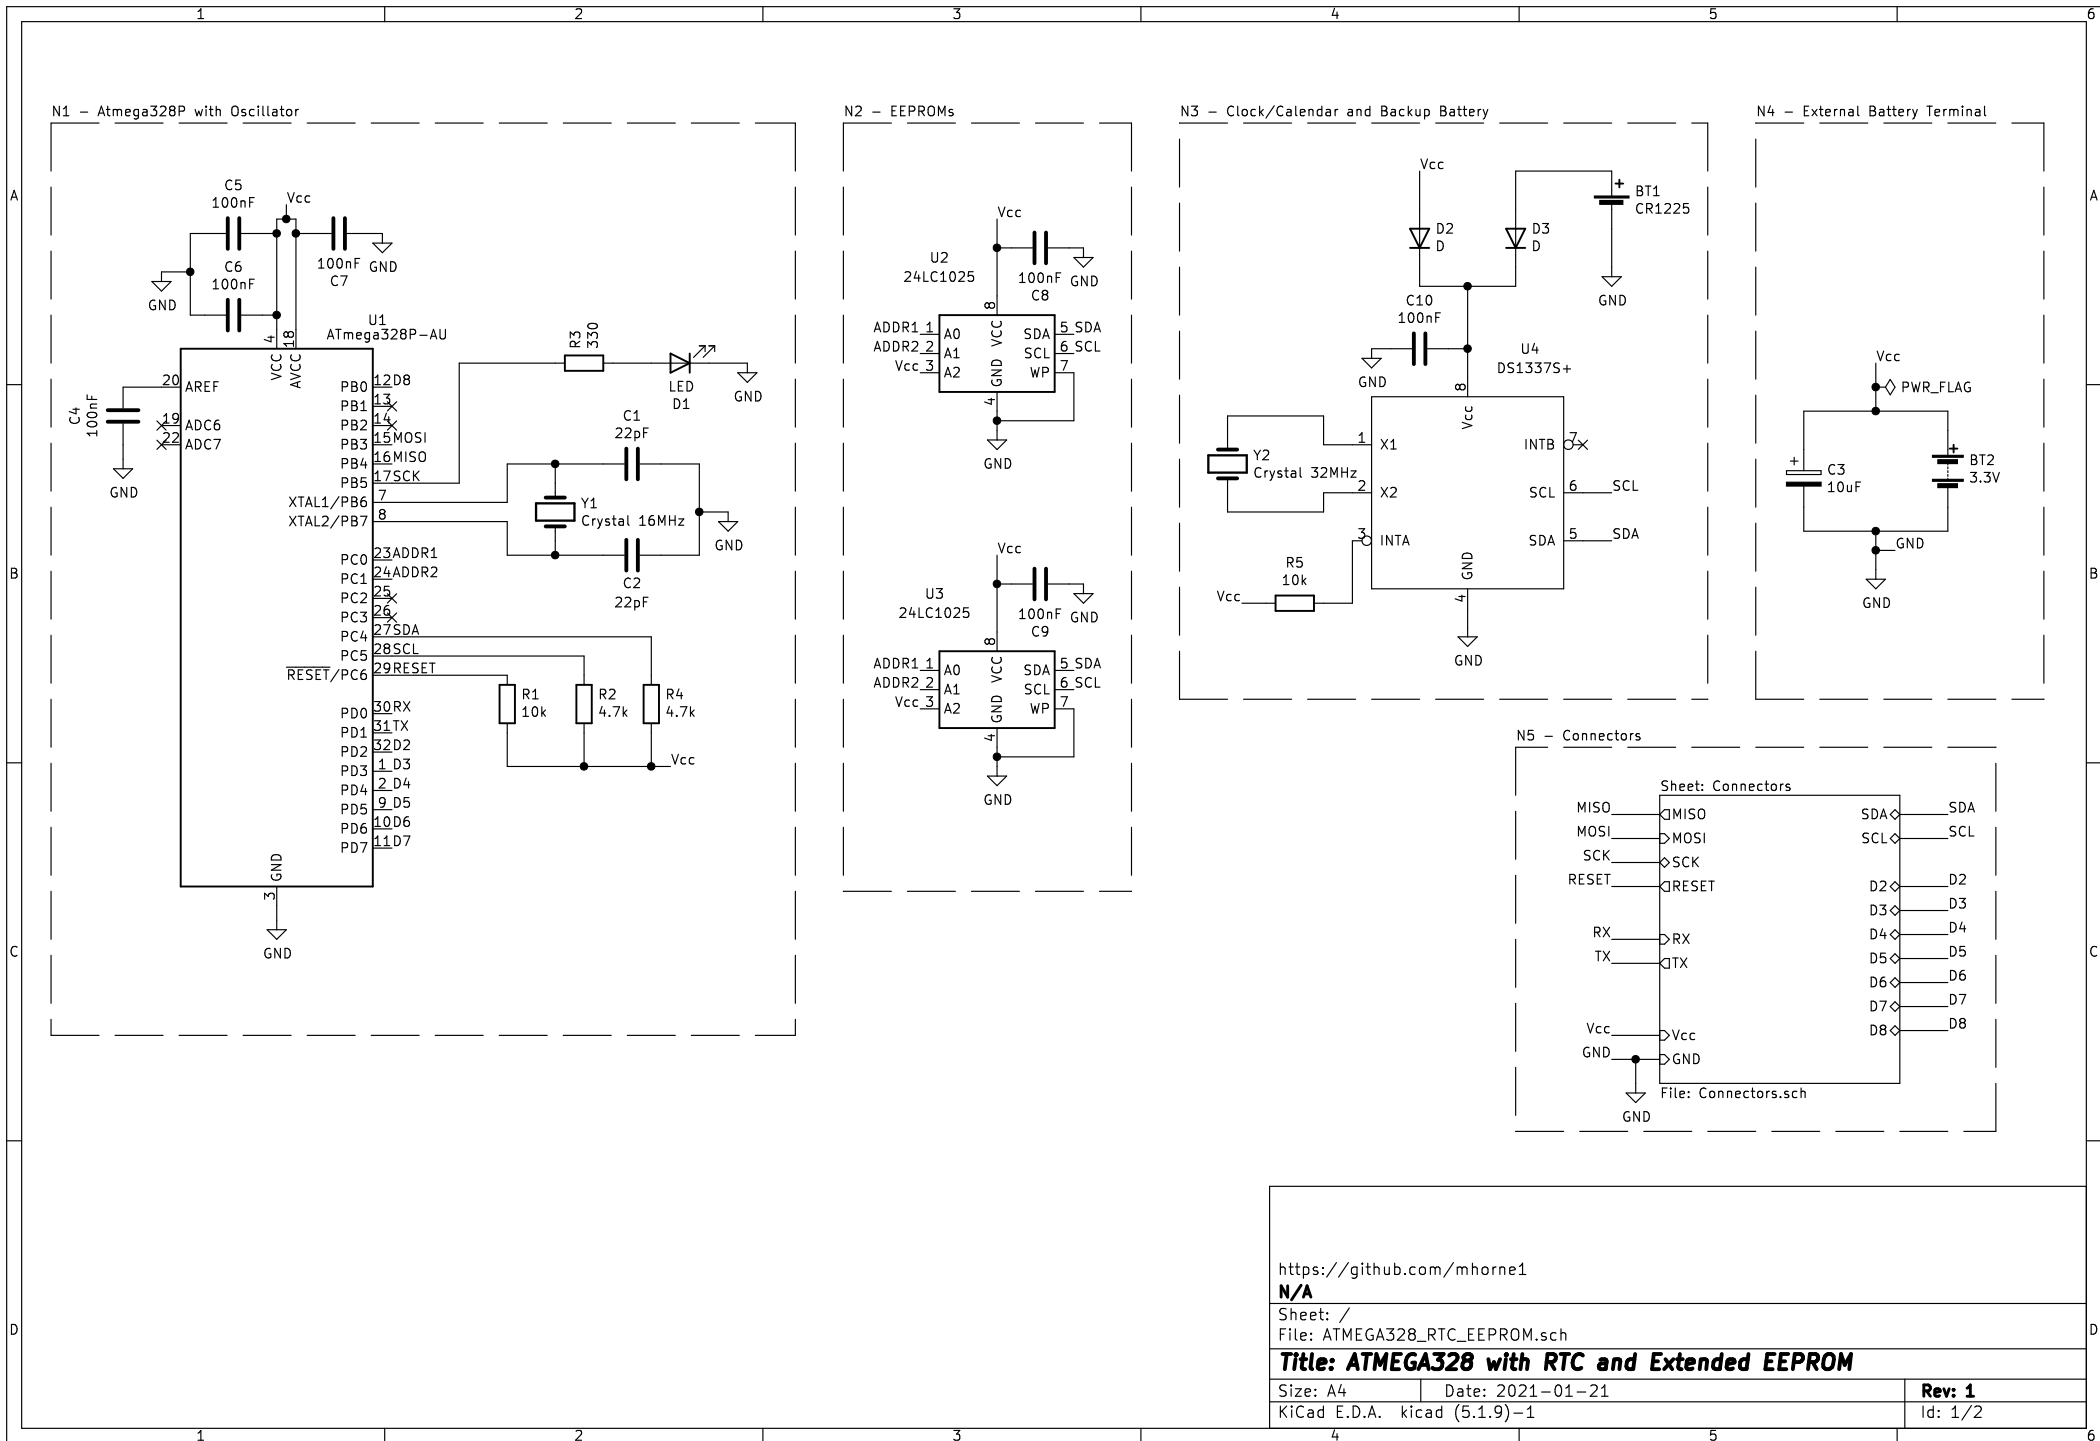 1 2 3 4 5 6
A
B
C
D
N1 - Atmega328P with Oscillator
C5
100nF
Vcc
C6
100nF
100nF
C7
GND
GND
U1
ATmega328P-AU
4
18
VCC
AVCC
20 AREF
19 ADC6
22 ADC7
C4
100nF
GND
PB0 12 D8
PB1 13
PB2 14
PB3 15 MOSI
PB4 16 MISO
PB5 17 SCK
XTAL1/PB6 7
XTAL2/PB7 8
PC0 23 ADDR1
PC1 24 ADDR2
PC2 25
PC3 26
PC4 27 SDA
PC5 28 SCL
RESET/PC6 29 RESET
PD0 30 RX
PD1 31 TX
PD2 32 D2
PD3 1 D3
PD4 2 D4
PD5 9 D5
PD6 10 D6
PD7 11 D7
GND
3
GND
R3
330
LED
D1
GND
C1
22pF
Y1
Crystal 16MHz
GND
C2
22pF
R1
10k
R2
4.7k
R4
4.7k
Vcc
N2 - EEPROMs
Vcc
U2
24LC1025
100nF
C8
GND
8
ADDR1 1 A0
ADDR2 2 A1
Vcc 3 A2
VCC
GND
SDA 5 SDA
SCL 6 SCL
WP 7
4
GND
Vcc
U3
24LC1025
100nF
C9
GND
8
ADDR1 1 A0
ADDR2 2 A1
Vcc 3 A2
VCC
GND
SDA 5 SDA
SCL 6 SCL
WP 7
4
GND
N3 - Clock/Calendar and Backup Battery
Vcc
D2
D
D3
D
+
BT1
CR1225
GND
C10
100nF
GND
U4
DS1337S+
8
Vcc
1 X1
2 X2
3 INTA
INTB 7
SCL 6 SCL
SDA 5 SDA
GND
4
GND
Y2
Crystal 32MHz
R5
10k
Vcc
N4 - External Battery Terminal
Vcc
PWR_FLAG
+
C3
10uF
+
BT2
3.3V
GND
GND
N5 - Connectors
Sheet: Connectors
MISO MISO
MOSI MOSI
SCK SCK
RESET RESET
RX RX
TX TX
Vcc Vcc
GND GND
GND
SDA SDA
SCL SCL
D2 D2
D3 D3
D4 D4
D5 D5
D6 D6
D7 D7
D8 D8
File: Connectors.sch
https://github.com/mhorne1
N/A
Sheet: /
File: ATMEGA328_RTC_EEPROM.sch
Title: ATMEGA328 with RTC and Extended EEPROM
Size: A4 Date: 2021-01-21 Rev: 1
KiCad E.D.A. kicad (5.1.9)-1 Id: 1/2
A
B
C
D
1 2 3 4 5 6